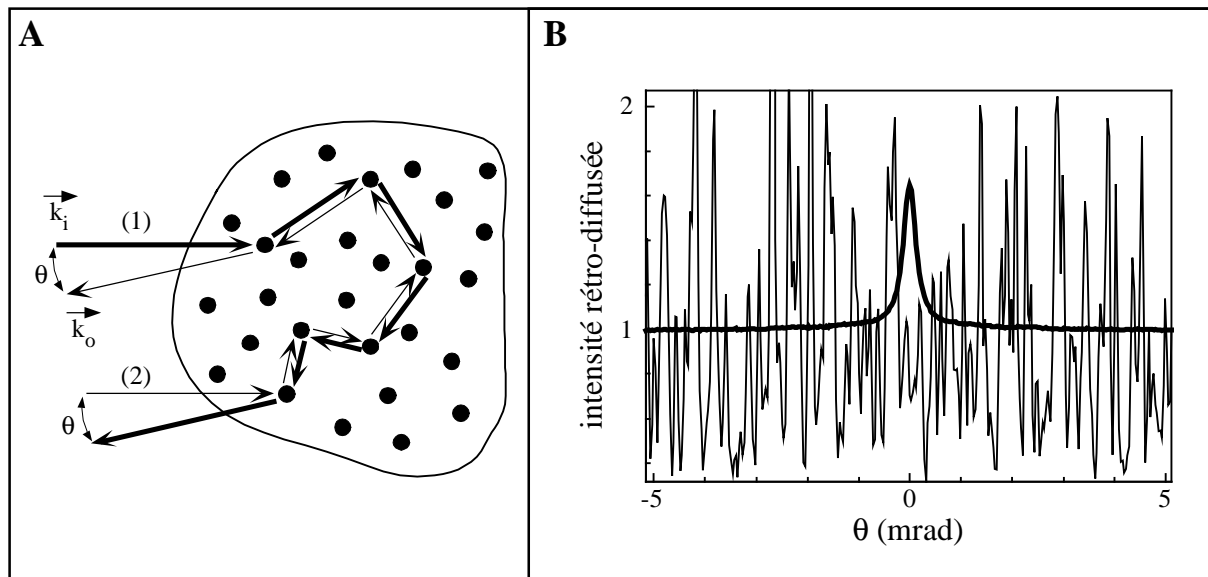 A
(1)
k_i
θ
k_o
(2)
θ
B
intensité rétro-diffusée
2
1
-5
0
5
θ (mrad)